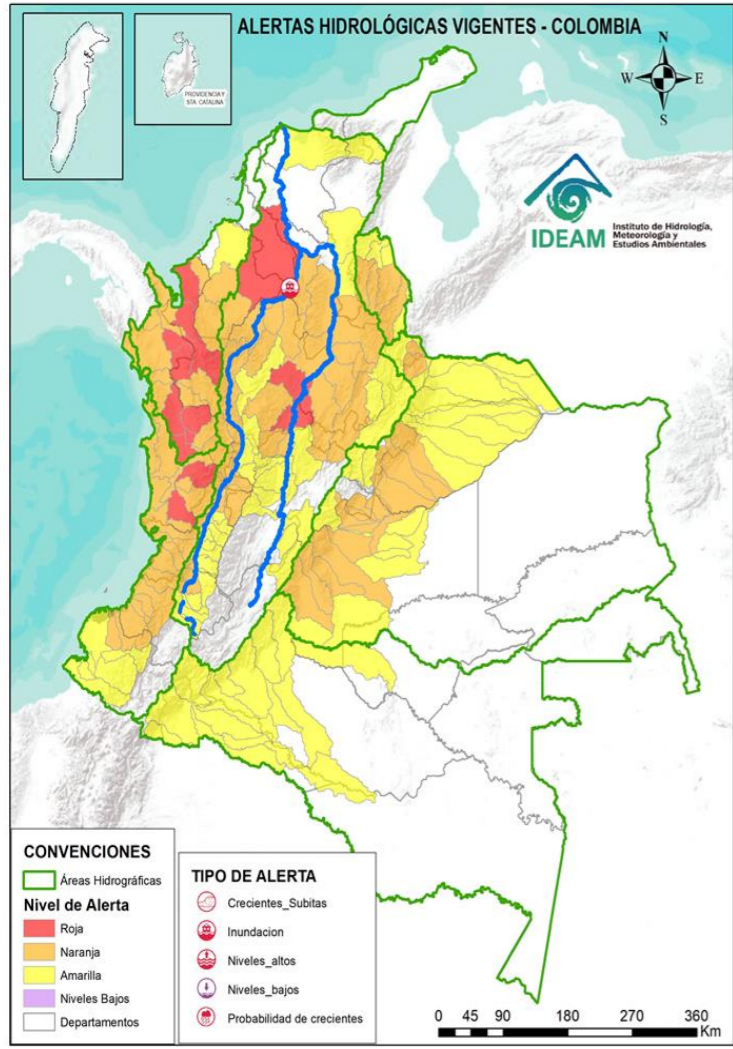 ALERTAS HIDROLÓGICAS VIGENTES - COLOMBIA
PROVIDENCIA Y
STA. CATALINA
N
W
E
S
IDEAM
Instituto de Hidrología,
Meteorología y
Estudios Ambientales
CONVENCIONES
Áreas Hidrográficas
Nivel de Alerta
Roja
Naranja
Amarilla
Niveles Bajos
Departamentos
TIPO DE ALERTA
Crecientes_Subitas
Inundacion
Niveles_altos
Niveles_bajos
Probabilidad de crecientes
0 45 90 180 270 360
Km